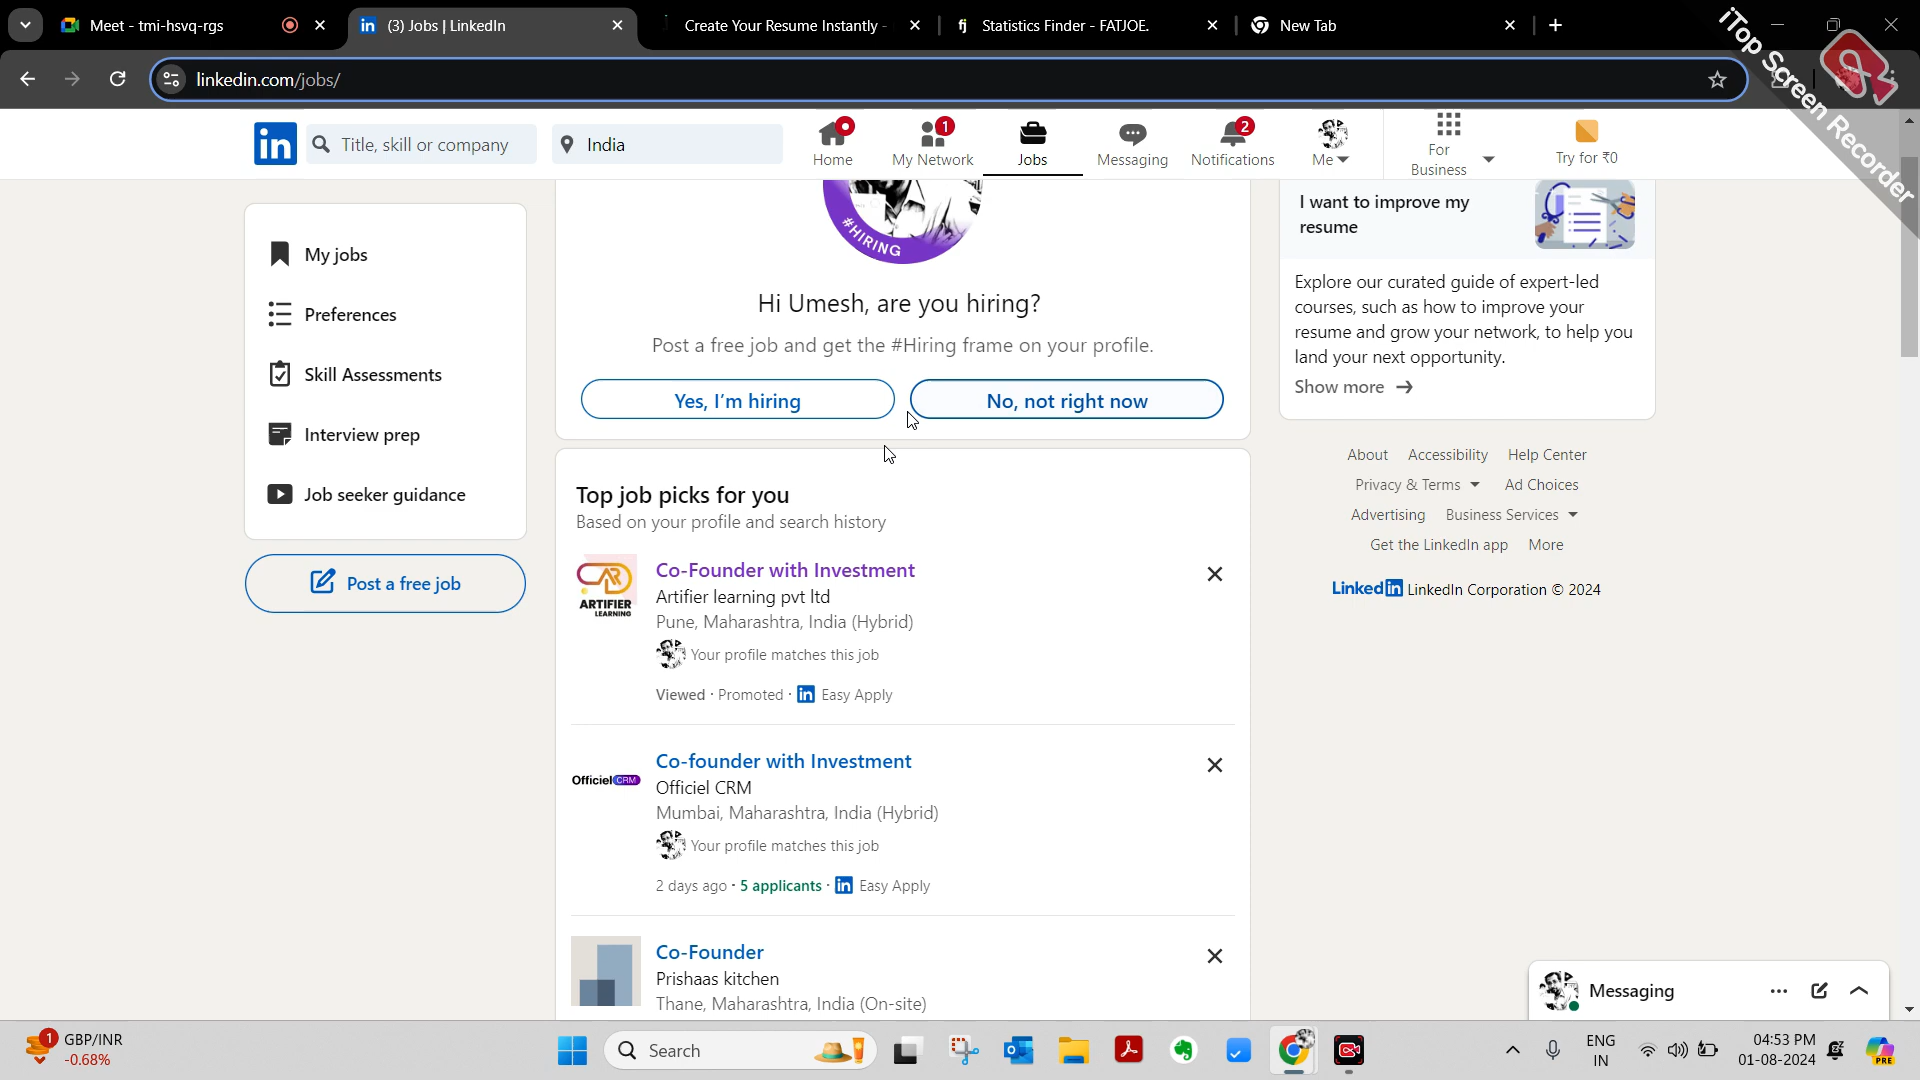 Meet - tmi-hsvq-rgs
(3) Jobs | LinkedIn
Create Your Resume Instantly -
fj Statistics Finder - FATJOE.
New Tab
linkedin.com/jobs/
iTop Screen Recorder
in
Title, skill or company
India
Home
1
My Network
Jobs
Messaging
2
Notifications
Me
For
Business
Try for ₹0
My jobs
Preferences
Skill Assessments
Interview prep
Job seeker guidance
Post a free job
#HIRING
Hi Umesh, are you hiring?
Post a free job and get the #Hiring frame on your profile.
Yes, I'm hiring
No, not right now
Top job picks for you
Based on your profile and search history
ARTIFIER
LEARNING
Co-Founder with Investment
Artifier learning pvt ltd
Pune, Maharashtra, India (Hybrid)
Your profile matches this job
Viewed · Promoted · in Easy Apply
Officiel CRM
Co-founder with Investment
Officiel CRM
Mumbai, Maharashtra, India (Hybrid)
Your profile matches this job
2 days ago · 5 applicants · in Easy Apply
Co-Founder
Prishaas kitchen
Thane, Maharashtra, India (On-site)
I want to improve my
resume
Explore our curated guide of expert-led
courses, such as how to improve your
resume and grow your network, to help you
land your next opportunity.
Show more →
About Accessibility Help Center
Privacy & Terms Ad Choices
Advertising Business Services
Get the LinkedIn app More
LinkedIn LinkedIn Corporation © 2024
Messaging
1
GBP/INR
-0.68%
Search
ENG
IN
04:53 PM
01-08-2024
PRE